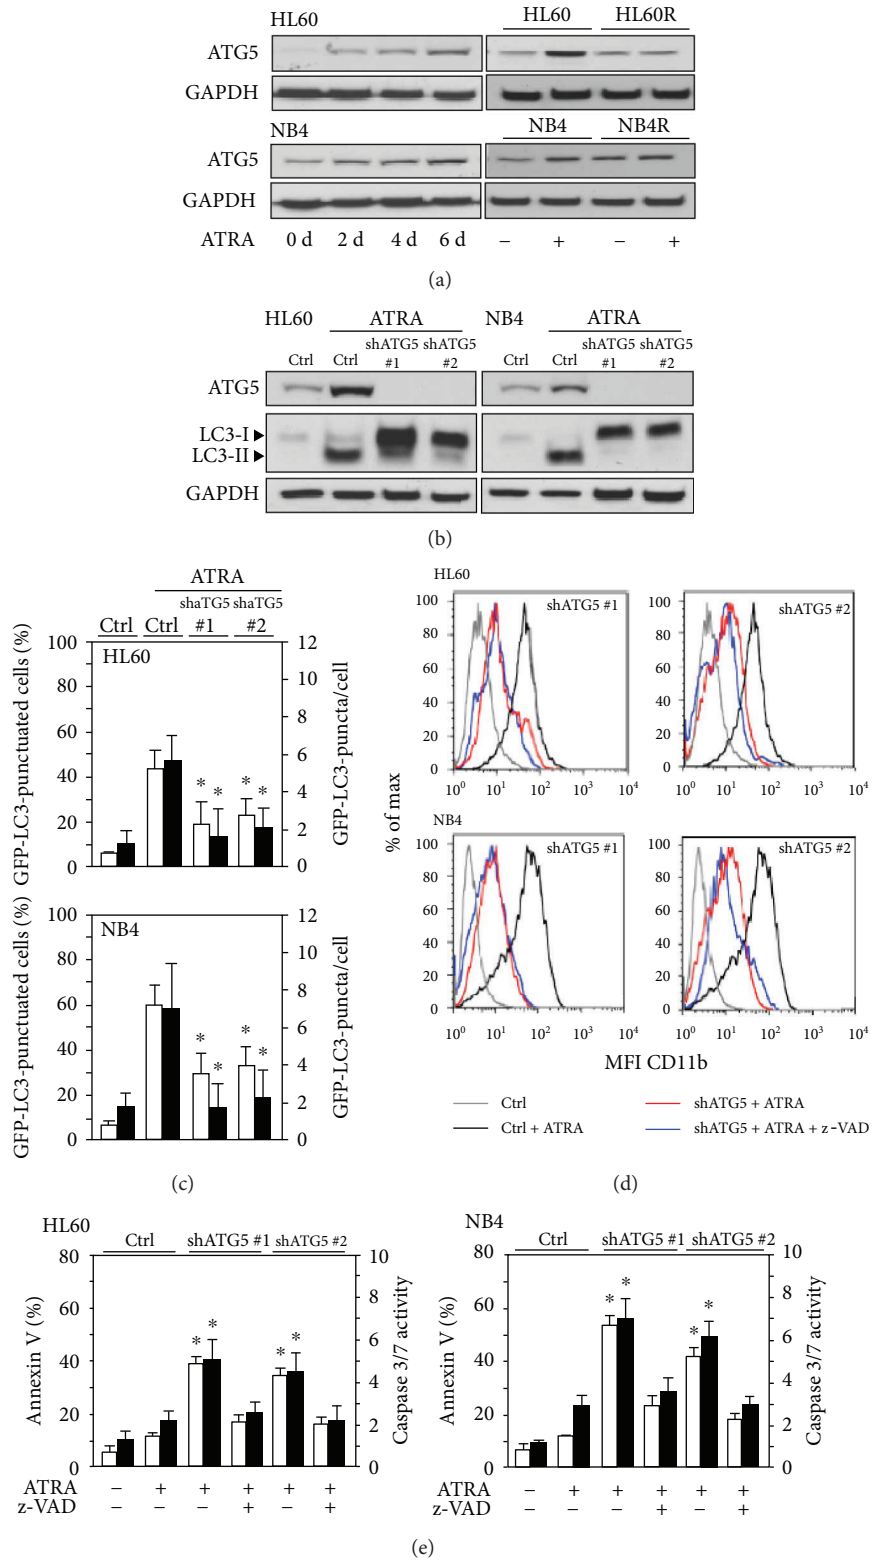 HL60
HL60 HL60R
ATG5
GAPDH
NB4
NB4 NB4R
ATG5
GAPDH
ATRA 0 d 2 d 4 d 6 d − + − +
(a)
HL60 ATRA NB4 ATRA
Ctrl Ctrl shATG5 #1 shATG5 #2 Ctrl Ctrl shATG5 #1 shATG5 #2
ATG5
LC3-I
LC3-II
GAPDH
(b)
ATRA
Ctrl Ctrl shaTG5 #1 shaTG5 #2
HL60
GFP-LC3-punctuated cells (%)
100
80
60
40
20
0
12
10
8
6
4
2
0
GFP-LC3-puncta/cell
* * * *
NB4
GFP-LC3-punctuated cells (%)
100
80
60
40
20
0
12
10
8
6
4
2
0
GFP-LC3-puncta/cell
* * * *
(c)
HL60
% of max
shATG5 #1
100
80
60
40
20
0
10⁰ 10¹ 10² 10³ 10⁴
shATG5 #2
100
80
60
40
20
0
10⁰ 10¹ 10² 10³ 10⁴
NB4
shATG5 #1
100
80
60
40
20
0
10⁰ 10¹ 10² 10³ 10⁴
shATG5 #2
100
80
60
40
20
0
10⁰ 10¹ 10² 10³ 10⁴
MFI CD11b
Ctrl
Ctrl + ATRA
shATG5 + ATRA
shATG5 + ATRA + z-VAD
(d)
HL60
Ctrl shATG5 #1 shATG5 #2
Annexin V (%)
80
60
40
20
0
10
8
6
4
2
0
Caspase 3/7 activity
* * * *
ATRA − + + + + +
z-VAD − − − + − +
NB4
Ctrl shATG5 #1 shATG5 #2
Annexin V (%)
80
60
40
20
0
10
8
6
4
2
0
Caspase 3/7 activity
* * * *
ATRA − + + + + +
z-VAD − − − + − +
(e)